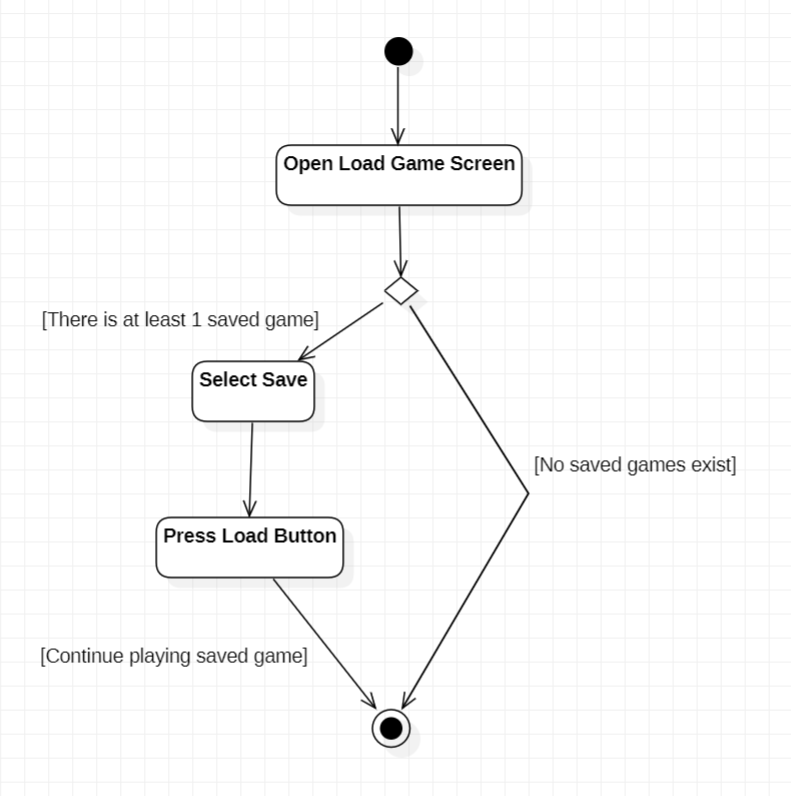 Open Load Game Screen
[There is at least 1 saved game]
Select Save
[No saved games exist]
Press Load Button
[Continue playing saved game]